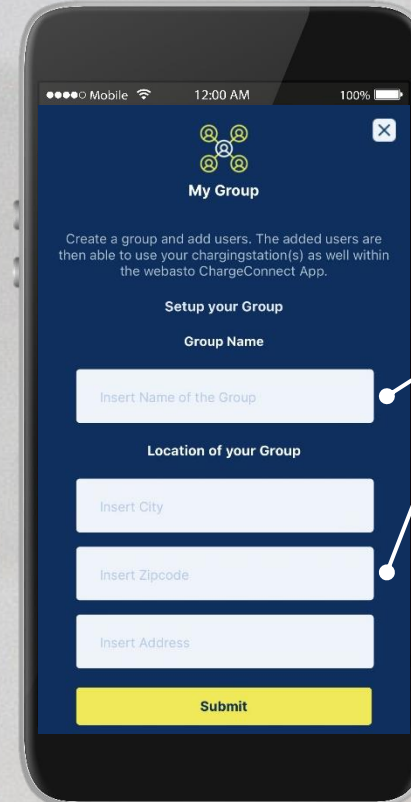 Mobile 12:00 AM 100%
My Group
Create a group and add users. The added users are
then able to use your chargingstation(s) as well within
the webasto ChargeConnect App.
Setup your Group
Group Name
Insert Name of the Group
Location of your Group
Insert City
Insert Zipcode
Insert Address
Submit